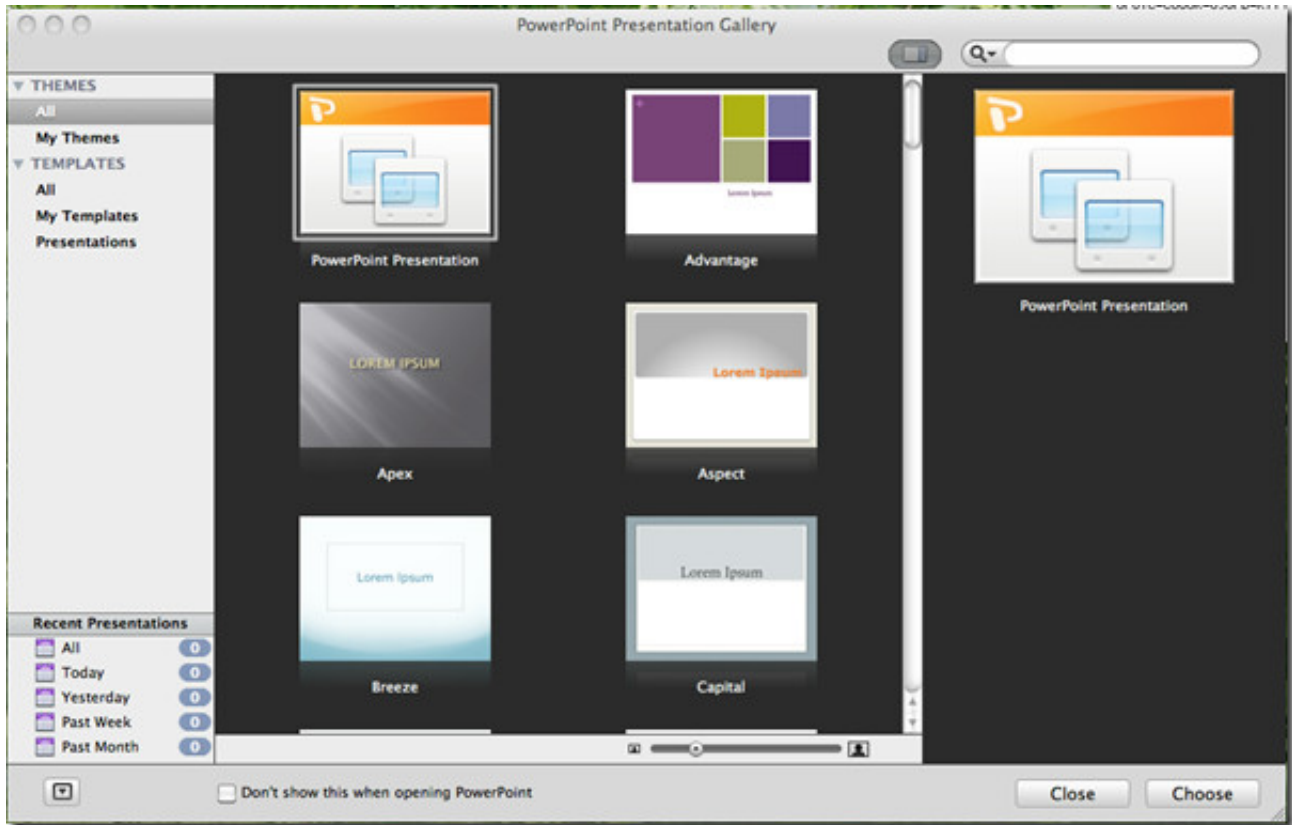 PowerPoint Presentation Gallery
THEMES
All
My Themes
TEMPLATES
All
My Templates
Presentations
PowerPoint Presentation
Advantage
Lorem Ipsum
LOREM IPSUM
Apex
Lorem Ipsum
Aspect
Lorem Ipsum
Breeze
Lorem Ipsum
Capital
PowerPoint Presentation
Recent Presentations
All 0
Today 0
Yesterday 0
Past Week 0
Past Month 0
Don't show this when opening PowerPoint
Close
Choose